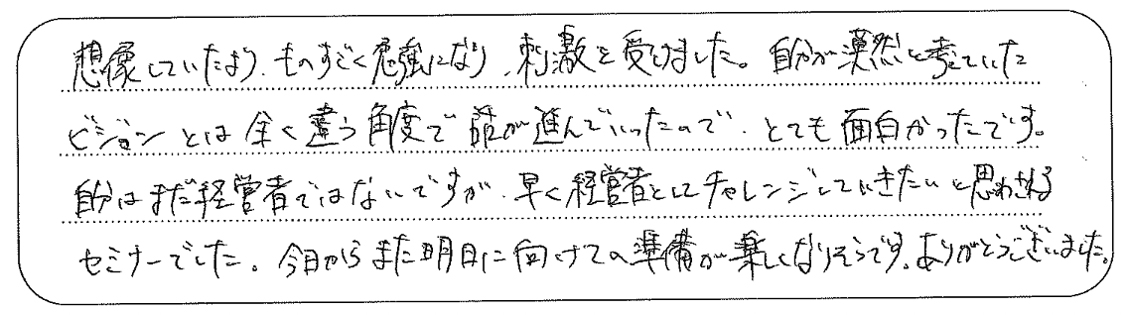 想像していたより、ものすごく勉強になり、刺激を受けました。自分が漠然と考えていた
ビジョンとは全く違う角度で話が進んでいったので、とても面白かったです。
自分はまだ経営者ではないですが、早く経営者としてチャレンジしていきたいと思わされる
セミナーでした。今日からまた明日に向けての準備が楽しくなりそうです。ありがとうございました。